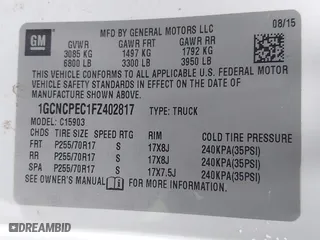 GM
MFD BY GENERAL MOTORS LLC
08/15
GVWR GAWR FRT GAWR RR
3085 KG 1497 KG 1792 KG
6800 LB 3300 LB 3950 LB
THIS VEHICLE CONFORMS TO ALL APPLICABLE U.S. FEDERAL MOTOR VEHICLE SAFETY AND THEFT PREVENTION STANDARDS IN EFFECT ON THE DATE OF MANUFACTURE SHOWN ABOVE.
1GCNCPEC1FZ402817 TYPE: TRUCK
MODEL: C15903
CHDS TIRE SIZE SPEED RTG RIM COLD TIRE PRESSURE
FRT P255/70R17 S 17X8J 240KPA(35PSI)
RR P255/70R17 S 17X8J 240KPA(35PSI)
SPA P255/70R17 S 17X7.5J 240KPA(35PSI)
SEE OWNER'S MANUAL FOR ADDITIONAL INFORMATION
DREAMBID